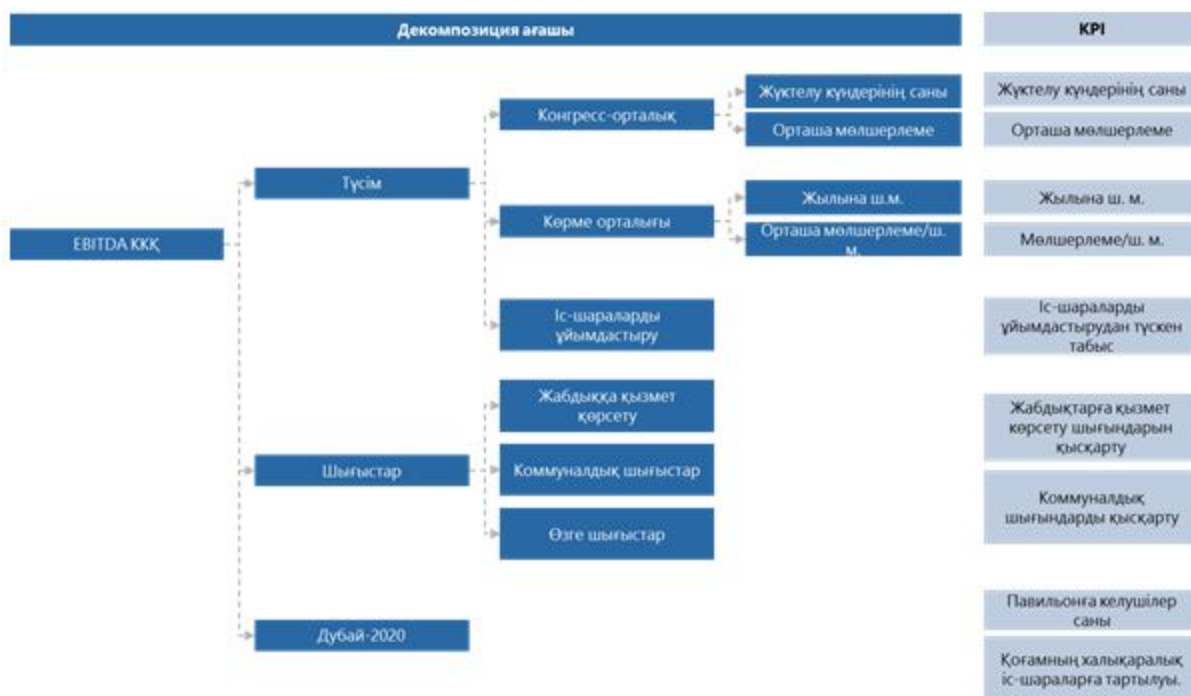 Декомпозиция ағашы
KPI
Жүктелу күндерінің саны
Жүктелу күндерінің саны
Конгресс-орталық
Орташа мөлшерлеме
Орташа мөлшерлеме
Түсім
Жылына ш.м.
Жылына ш. м.
Көрме орталығы
EBITDA ККҚ
Орташа мөлшерлеме/ш.
м.
Мөлшерлеме/ш. м.
Іс-шараларды
ұйымдастыру
Іс-шараларды
ұйымдастырудан түскен
табыс
Жабдыққа қызмет
көрсету
Жабдықтарға қызмет
көрсету шығындарын
қысқарту
Шығыстар
Коммуналдық шығыстар
Коммуналдық
шығындарды қысқарту
Өзге шығыстар
Дубай-2020
Павильонға келушілер
саны
Қоғамның халықаралық
іс-шараларға тартылуы.